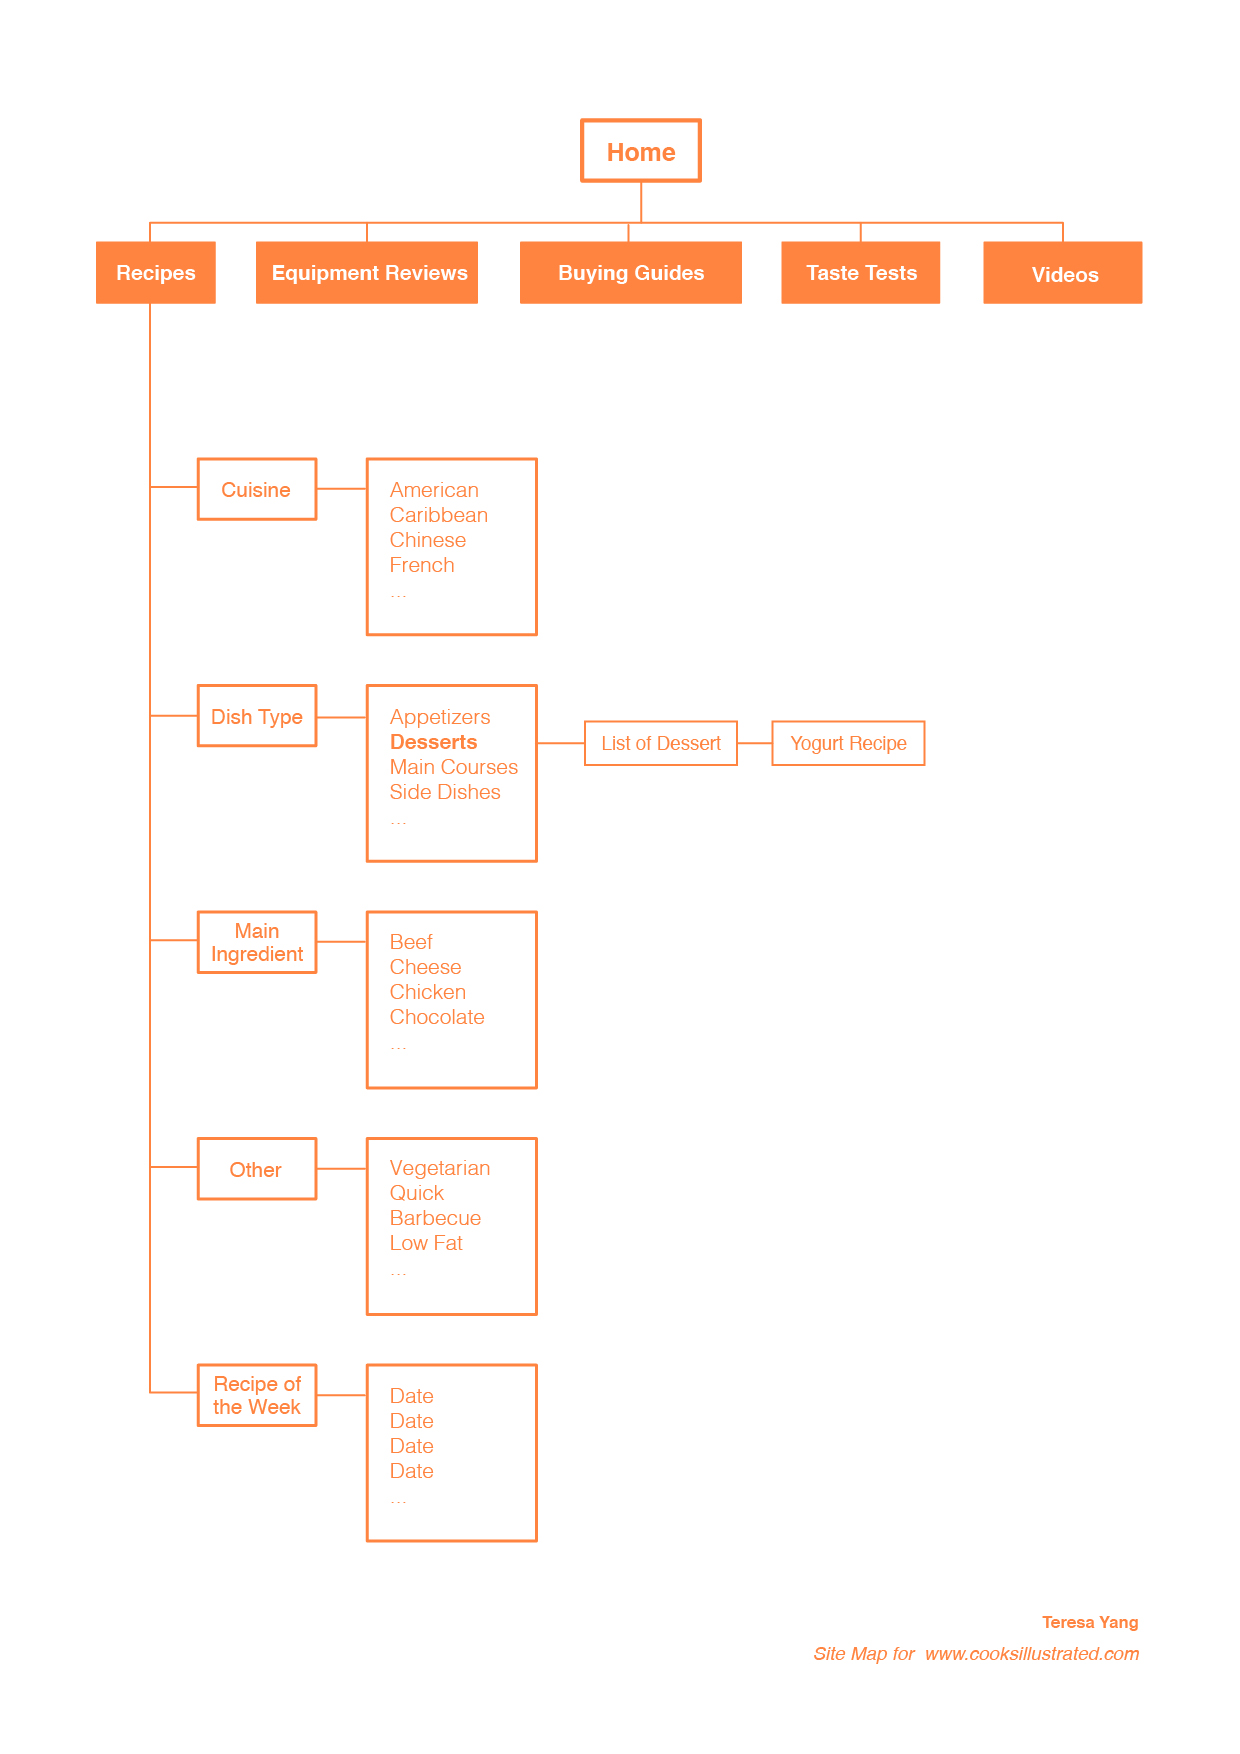 Home
Recipes
Equipment Reviews
Buying Guides
Taste Tests
Videos
Cuisine
American
Caribbean
Chinese
French
...
Dish Type
Appetizers
Desserts
Main Courses
Side Dishes
...
List of Dessert
Yogurt Recipe
Main
Ingredient
Beef
Cheese
Chicken
Chocolate
...
Other
Vegetarian
Quick
Barbecue
Low Fat
...
Recipe of
the Week
Date
Date
Date
Date
...
Teresa Yang
Site Map for www.cooksillustrated.com